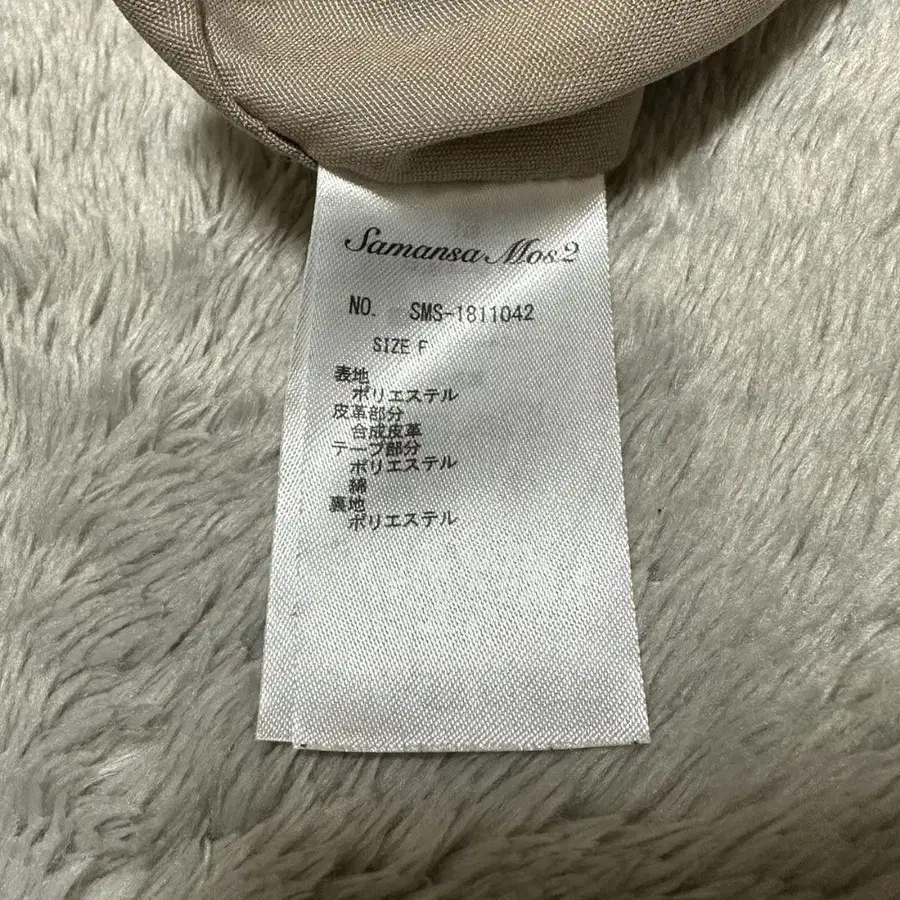 Samansa Mos2
NO. SMS-1811042
SIZE F
表地
ポリエステル
皮革部分
合成皮革
テープ部分
ポリエステル
綿
裏地
ポリエステル